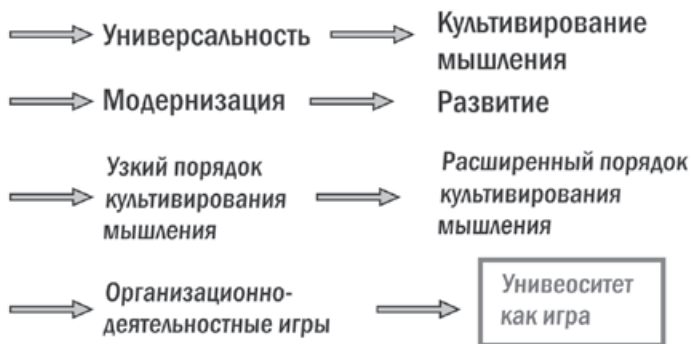 Универсальность
Культивирование
мышления
Модернизация
Развитие
Узкий порядок
культивирования
мышления
Расширенный порядок
культивирования
мышления
Организационно-
деятельностные игры
Унивеоситет
как игра